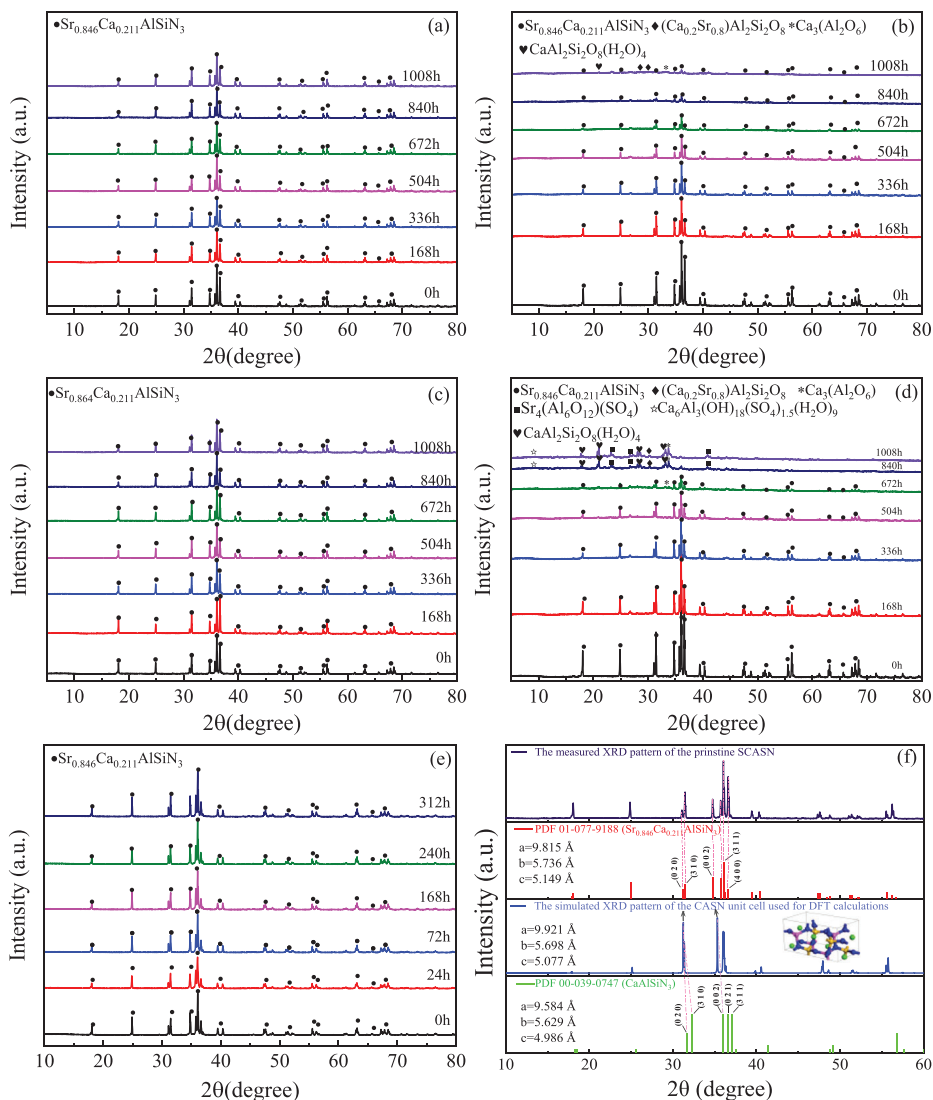 (a)
●Sr0.846Ca0.211AlSiN3
1008h
840h
672h
504h
336h
168h
0h
Intensity (a.u.)
10 20 30 40 50 60 70 80
2θ(degree)
(b)
●Sr0.846Ca0.211AlSiN3 ♦(Ca0.2Sr0.8)Al2Si2O8 *Ca3(Al2O6)
♥CaAl2Si2O8(H2O)4
1008h
840h
672h
504h
336h
168h
0h
Intensity (a.u.)
10 20 30 40 50 60 70 80
2θ(degree)
(c)
●Sr0.864Ca0.211AlSiN3
1008h
840h
672h
504h
336h
168h
0h
Intensity (a.u.)
10 20 30 40 50 60 70 80
2θ(degree)
(d)
●Sr0.846Ca0.211AlSiN3 ♦(Ca0.2Sr0.8)Al2Si2O8 *Ca3(Al2O6)
■Sr4(Al6O12)(SO4) ☆Ca6Al3(OH)18(SO4)1.5(H2O)9
♥CaAl2Si2O8(H2O)4
1008h
840h
672h
504h
336h
168h
0h
Intensity (a.u.)
10 20 30 40 50 60 70 80
2θ(degree)
(e)
●Sr0.846Ca0.211AlSiN3
312h
240h
168h
72h
24h
0h
Intensity (a.u.)
10 20 30 40 50 60 70 80
2θ(degree)
(f)
The measured XRD pattern of the prinstine SCASN
PDF 01-077-9188 (Sr0.846Ca0.211AlSiN3)
a=9.815 Å
b=5.736 Å
c=5.149 Å
(0 2 0)
(3 1 0)
(0 0 2)
(3 1 1)
(4 0 0)
The simulated XRD pattern of the CASN unit cell used for DFT calculations
a=9.921 Å
b=5.698 Å
c=5.077 Å
PDF 00-039-0747 (CaAlSiN3)
a=9.584 Å
b=5.629 Å
c=4.986 Å
(0 2 0)
(3 1 0)
(0 0 2)
(0 2 1)
(3 1 1)
Intensity (a.u.)
10 20 30 40 50 60
2θ (degree)